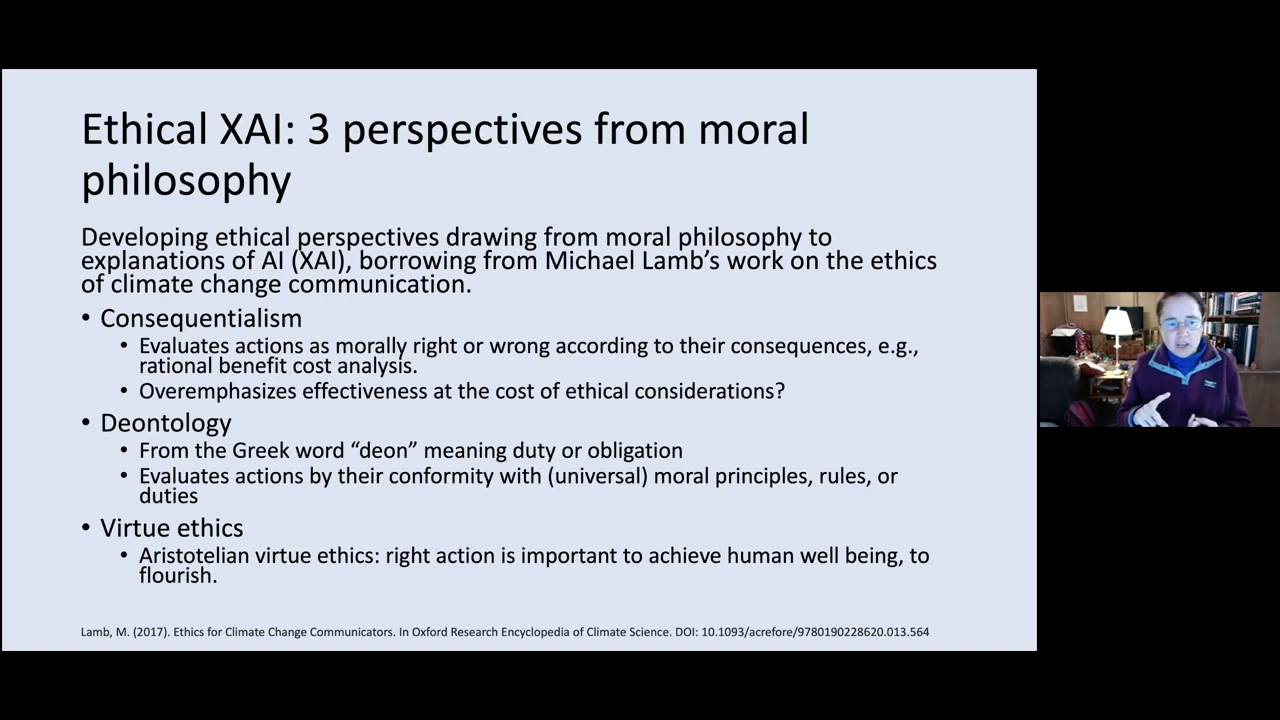 Ethical XAI: 3 perspectives from moral
philosophy
Developing ethical perspectives drawing from moral philosophy to
explanations of AI (XAI), borrowing from Michael Lamb’s work on the ethics
of climate change communication.
• Consequentialism
• Evaluates actions as morally right or wrong according to their consequences, e.g.,
rational benefit cost analysis.
• Overemphasizes effectiveness at the cost of ethical considerations?
• Deontology
• From the Greek word “deon” meaning duty or obligation
• Evaluates actions by their conformity with (universal) moral principles, rules, or
duties
• Virtue ethics
• Aristotelian virtue ethics: right action is important to achieve human well being, to
flourish.
Lamb, M. (2017). Ethics for Climate Change Communicators. In Oxford Research Encyclopedia of Climate Science. DOI: 10.1093/acrefore/9780190228620.013.564